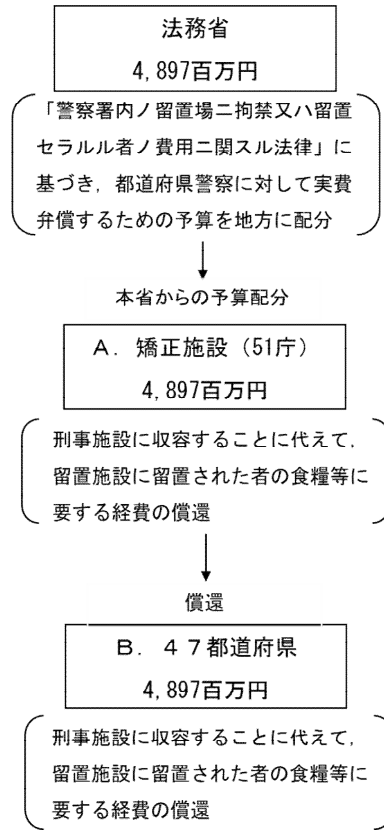 法務省
4,897百万円
「警察署内ノ留置場ニ拘禁又ハ留置
セラルル者ノ費用ニ関スル法律」に
基づき，都道府県警察に対して実費
弁償するための予算を地方に配分
本省からの予算配分
Ａ．矯正施設（51庁）
4,897百万円
刑事施設に収容することに代えて，
留置施設に留置された者の食糧等に
要する経費の償還
償還
Ｂ．４７都道府県
4,897百万円
刑事施設に収容することに代えて，
留置施設に留置された者の食糧等に
要する経費の償還